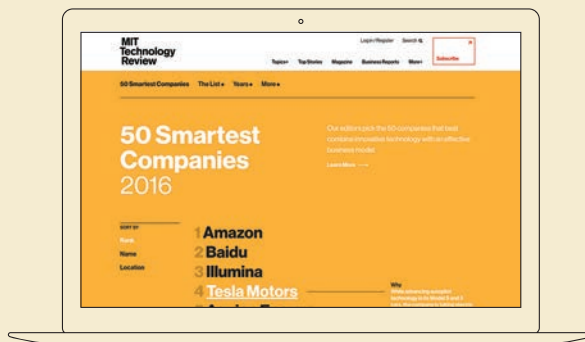 MIT
Technology
Review
Login/Register Search
Subscribe
Topics+ Top Stories Magazine Business Reports More+
50 Smartest Companies The List Years More
50 Smartest
Companies
2016
Our editors pick the 50 companies that best
combine innovative technology with an effective
business model.
Learn More
SORT BY
Rank
Name
Location
1 Amazon
2 Baidu
3 Illumina
4 Tesla Motors
Why